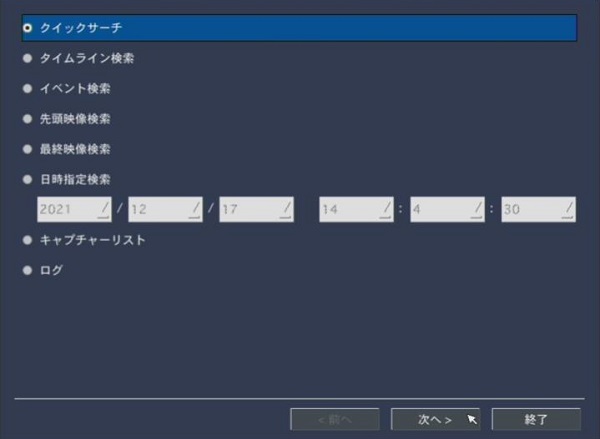 クイックサーチ
タイムライン検索
イベント検索
先頭映像検索
最終映像検索
日時指定検索
2021 / 12 / 17 14 : 4 : 30
キャプチャーリスト
ログ
< 前へ 次へ > 終了